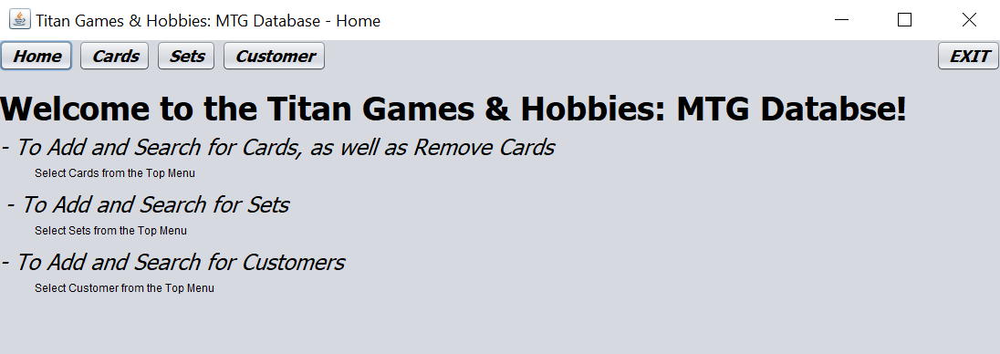 Titan Games & Hobbies: MTG Database - Home
Home Cards Sets Customer EXIT
Welcome to the Titan Games & Hobbies: MTG Databse!
- To Add and Search for Cards, as well as Remove Cards
Select Cards from the Top Menu
- To Add and Search for Sets
Select Sets from the Top Menu
- To Add and Search for Customers
Select Customer from the Top Menu